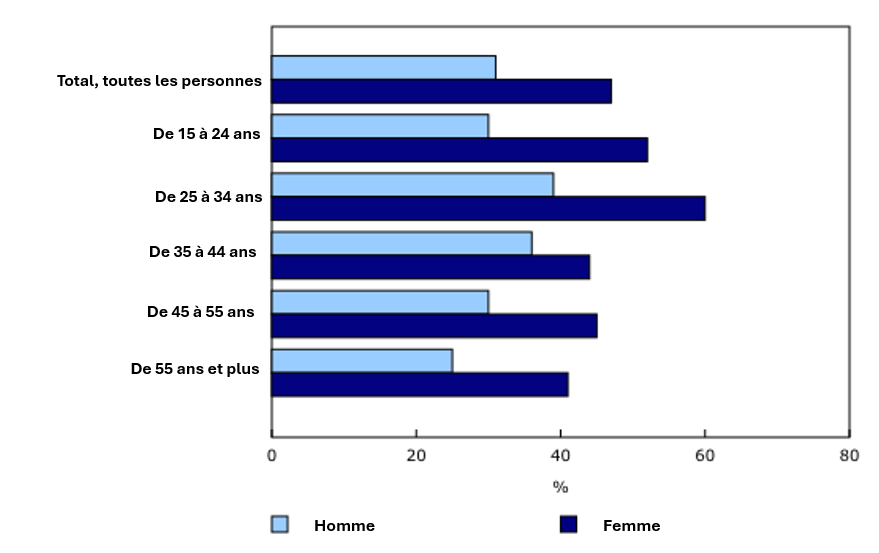 Total, toutes les personnes
De 15 à 24 ans
De 25 à 34 ans
De 35 à 44 ans
De 45 à 55 ans
De 55 ans et plus
0 20 40 60 80
%
Homme Femme